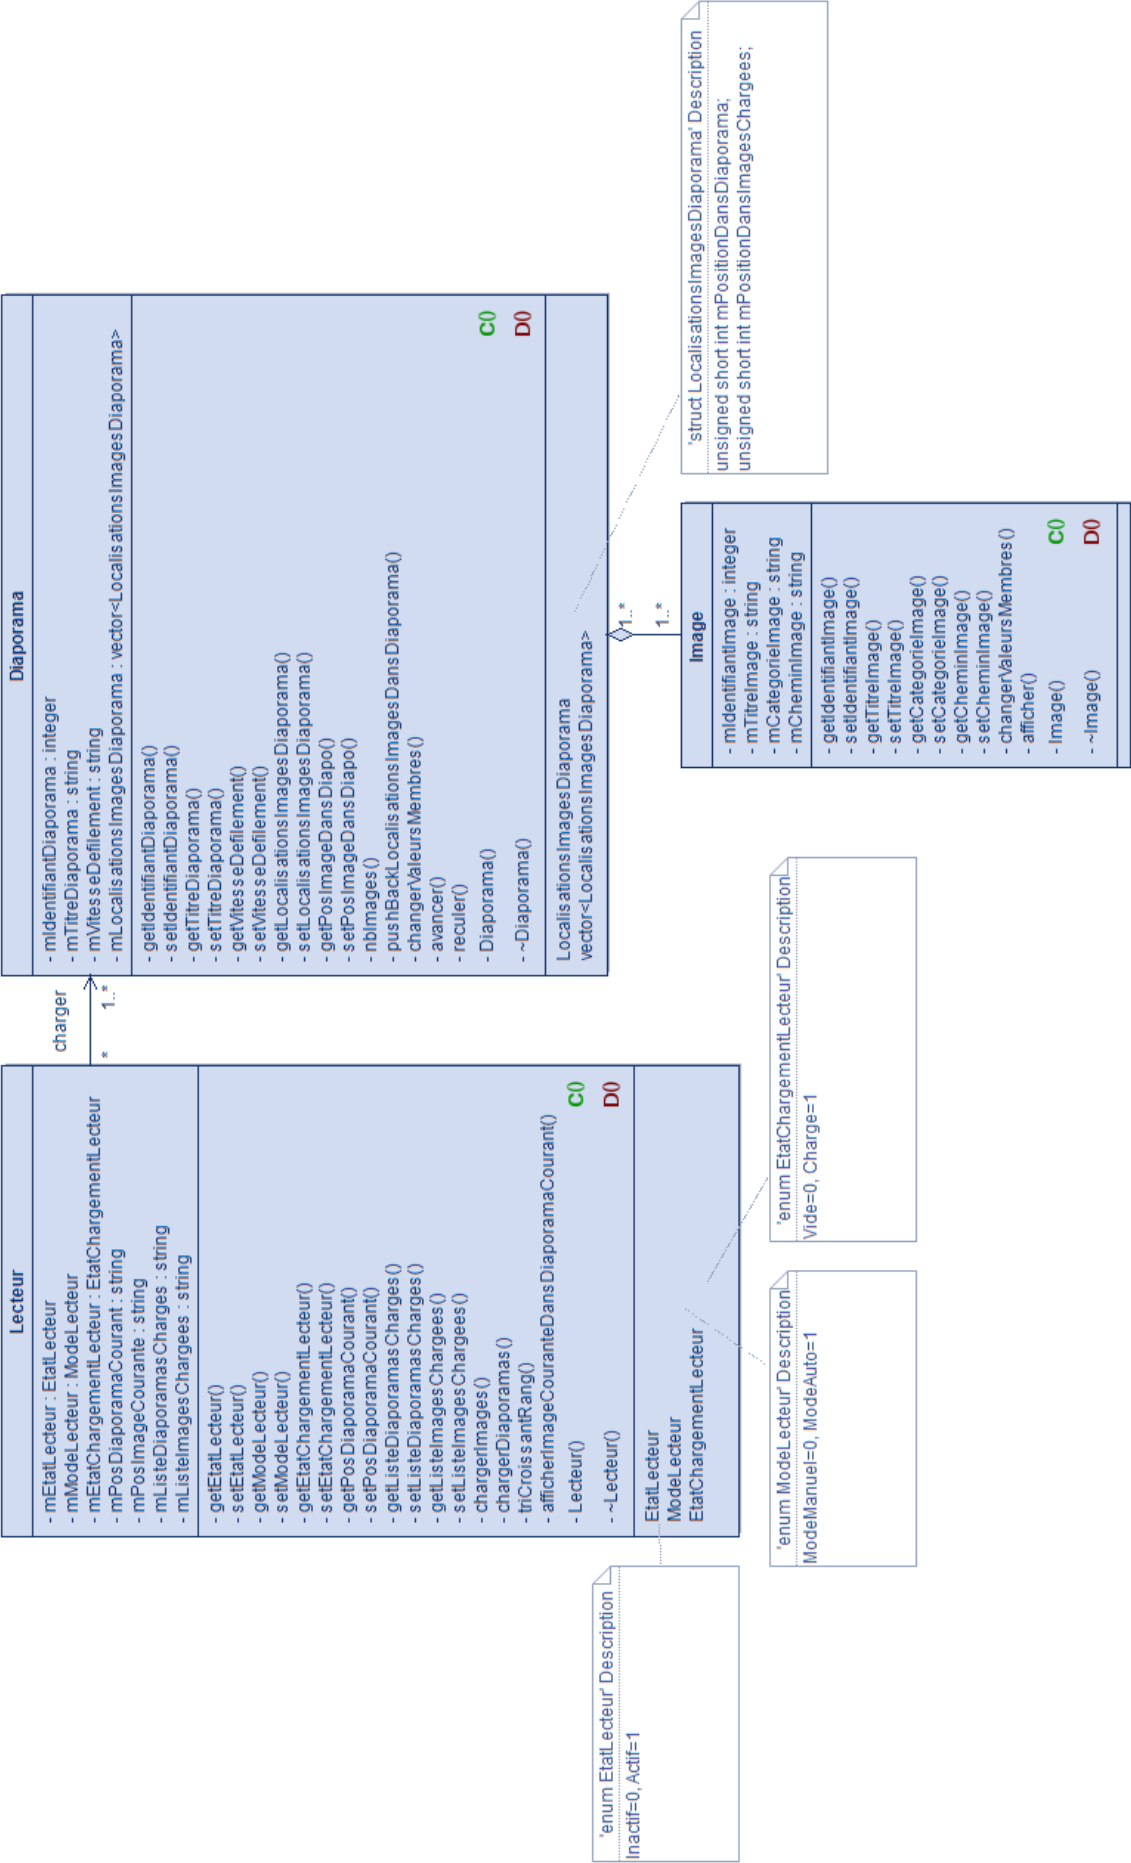 Lecteur
- mEtatLecteur : EtatLecteur
- mModeLecteur : ModeLecteur
- mEtatChargementLecteur : EtatChargementLecteur
- mPosDiaporamaCourant : string
- mPosImageCourante : string
- mListeDiaporamasCharges : string
- mListeImagesChargees : string
- getEtatLecteur()
- setEtatLecteur()
- getModeLecteur()
- setModeLecteur()
- getEtatChargementLecteur()
- setEtatChargementLecteur()
- getPosDiaporamaCourant()
- setPosDiaporamaCourant()
- getListeDiaporamasCharges()
- setListeDiaporamasCharges()
- getListeImagesChargees()
- setListeImagesChargees()
- chargerImages()
- chargerDiaporamas()
- triCroissantRang()
- afficherImageCouranteDansDiaporamaCourant()
- Lecteur() C()
- ~Lecteur() D()
EtatLecteur
ModeLecteur
EtatChargementLecteur
charger
* 1..*
Diaporama
- mIdentifiantDiaporama : integer
- mTitreDiaporama : string
- mVitesseDefilement : string
- mLocalisationsImagesDiaporama : vector<LocalisationsImagesDiaporama>
- getIdentifiantDiaporama()
- setIdentifiantDiaporama()
- getTitreDiaporama()
- setTitreDiaporama()
- getVitesseDefilement()
- setVitesseDefilement()
- getLocalisationsImagesDiaporama()
- setLocalisationsImagesDiaporama()
- getPosImageDansDiapo()
- setPosImageDansDiapo()
- nbImages()
- pushBackLocalisationsImagesDansDiaporama()
- changerValeursMembres()
- avancer()
- reculer()
- Diaporama() C()
- ~Diaporama() D()
LocalisationsImagesDiaporama
vector<LocalisationsImagesDiaporama>
1..*
1..*
'enum EtatLecteur' Description
Inactif=0, Actif=1
'enum ModeLecteur' Description
ModeManuel=0, ModeAuto=1
'enum EtatChargementLecteur' Description
Vide=0, Charge=1
Image
- mIdentifiantImage : integer
- mTitreImage : string
- mCategorieImage : string
- mCheminImage : string
- getIdentifiantImage()
- setIdentifiantImage()
- getTitreImage()
- setTitreImage()
- getCategorieImage()
- setCategorieImage()
- getCheminImage()
- setCheminImage()
- changerValeursMembres()
- afficher()
- Image() C()
- ~Image() D()
'struct LocalisationsImagesDiaporama' Description
unsigned short int mPositionDansDiaporama;
unsigned short int mPositionDansImagesChargees;